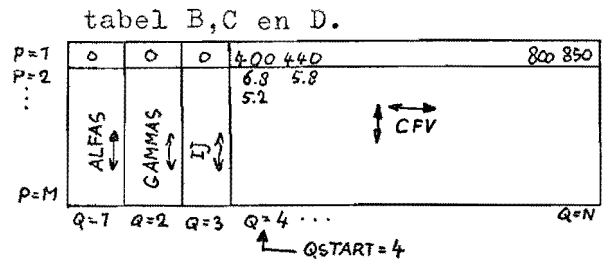 tabel B,C en D.
P=1 0 0 0 400 440 800 850
P=2 6.8 5.8
⋮ 5.2
ALFAS GAMMAS IJ CFV
P=M
Q=1 Q=2 Q=3 Q=4 ··· Q=N
QSTART=4